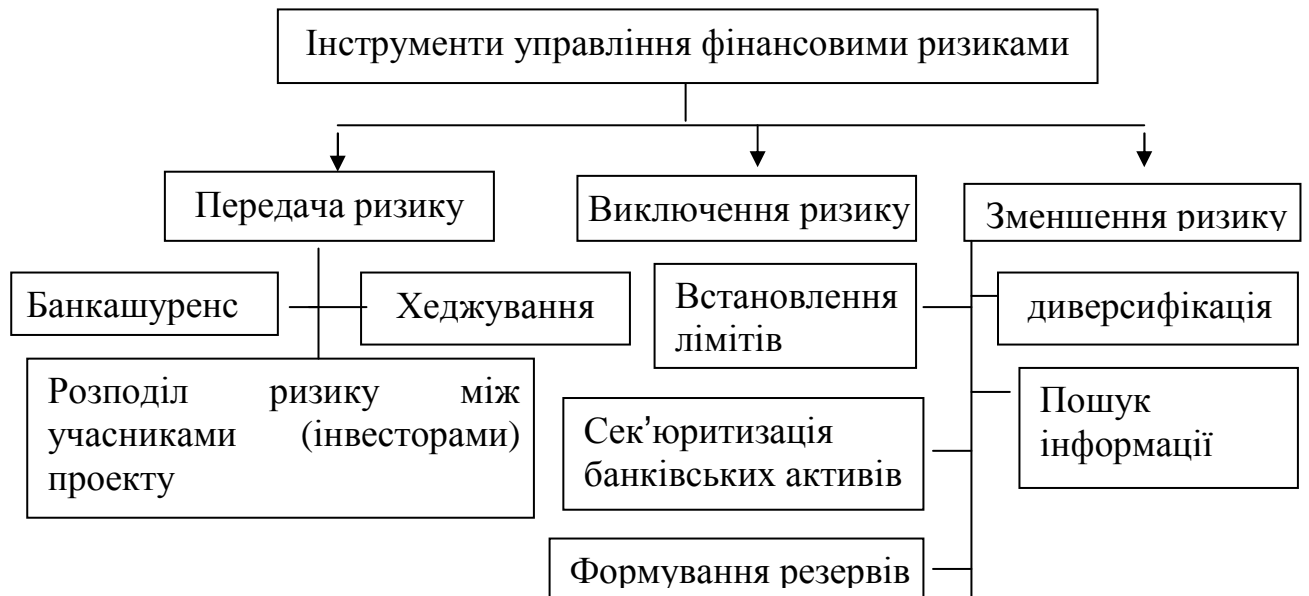 Інструменти управління фінансовими ризиками
Передача ризику
Виключення ризику
Зменшення ризику
Банкашуренс
Хеджування
Розподіл ризику між
учасниками (інвесторами)
проекту
Встановлення
лімітів
диверсифікація
Пошук
інформації
Сек’юритизація
банківських активів
Формування резервів